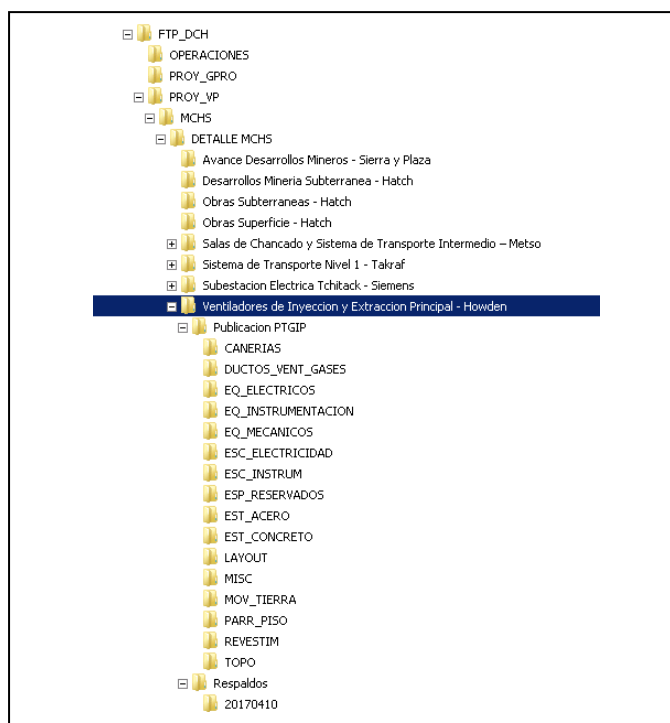 FTP_DCH
OPERACIONES
PROY_GPRO
PROY_VP
MCHS
DETALLE MCHS
Avance Desarrollos Mineros - Sierra y Plaza
Desarrollos Mineria Subterranea - Hatch
Obras Subterraneas - Hatch
Obras Superficie - Hatch
Salas de Chancado y Sistema de Transporte Intermedio – Metso
Sistema de Transporte Nivel 1 - Takraf
Subestacion Electrica Tchitack - Siemens
Ventiladores de Inyeccion y Extraccion Principal - Howden
Publicacion PTGIP
CANERIAS
DUCTOS_VENT_GASES
EQ_ELECTRICOS
EQ_INSTRUMENTACION
EQ_MECANICOS
ESC_ELECTRICIDAD
ESC_INSTRUM
ESP_RESERVADOS
EST_ACERO
EST_CONCRETO
LAYOUT
MISC
MOV_TIERRA
PARR_PISO
REVESTIM
TOPO
Respaldos
20170410